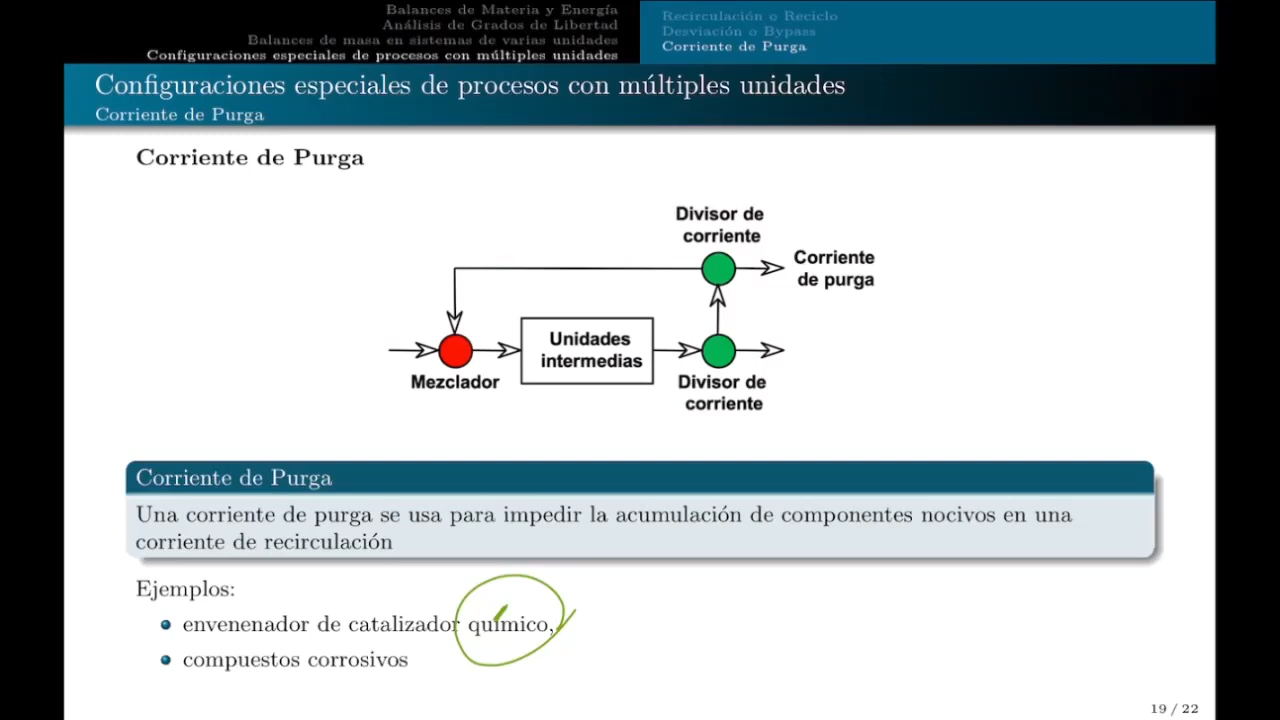 Balances de Materia y Energía
Análisis de Grados de Libertad
Balances de masa en sistemas de varias unidades
Configuraciones especiales de procesos con múltiples unidades
Recirculación o Reciclo
Desviación o Bypass
Corriente de Purga
Configuraciones especiales de procesos con múltiples unidades
Corriente de Purga
Corriente de Purga
Divisor de
corriente
Corriente
de purga
Unidades
intermedias
Mezclador
Divisor de
corriente
Corriente de Purga
Una corriente de purga se usa para impedir la acumulación de componentes nocivos en una
corriente de recirculación
Ejemplos:
envenenador de catalizador químico,
compuestos corrosivos
19 / 22